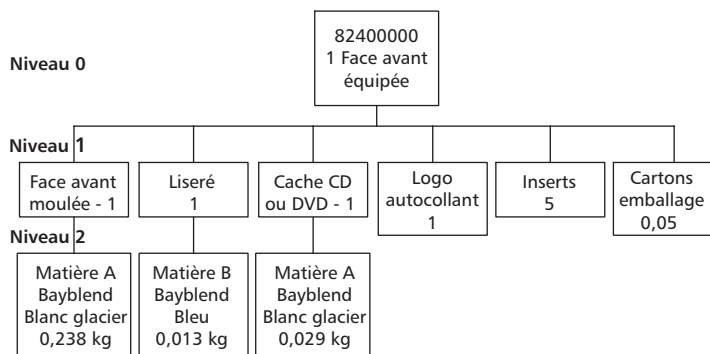 82400000
1 Face avant
équipée
Niveau 0
Niveau 1
Face avant
moulée - 1
Liseré
1
Cache CD
ou DVD - 1
Logo
autocollant
1
Inserts
5
Cartons
emballage
0,05
Niveau 2
Matière A
Bayblend
Blanc glacier
0,238 kg
Matière B
Bayblend
Bleu
0,013 kg
Matière A
Bayblend
Blanc glacier
0,029 kg